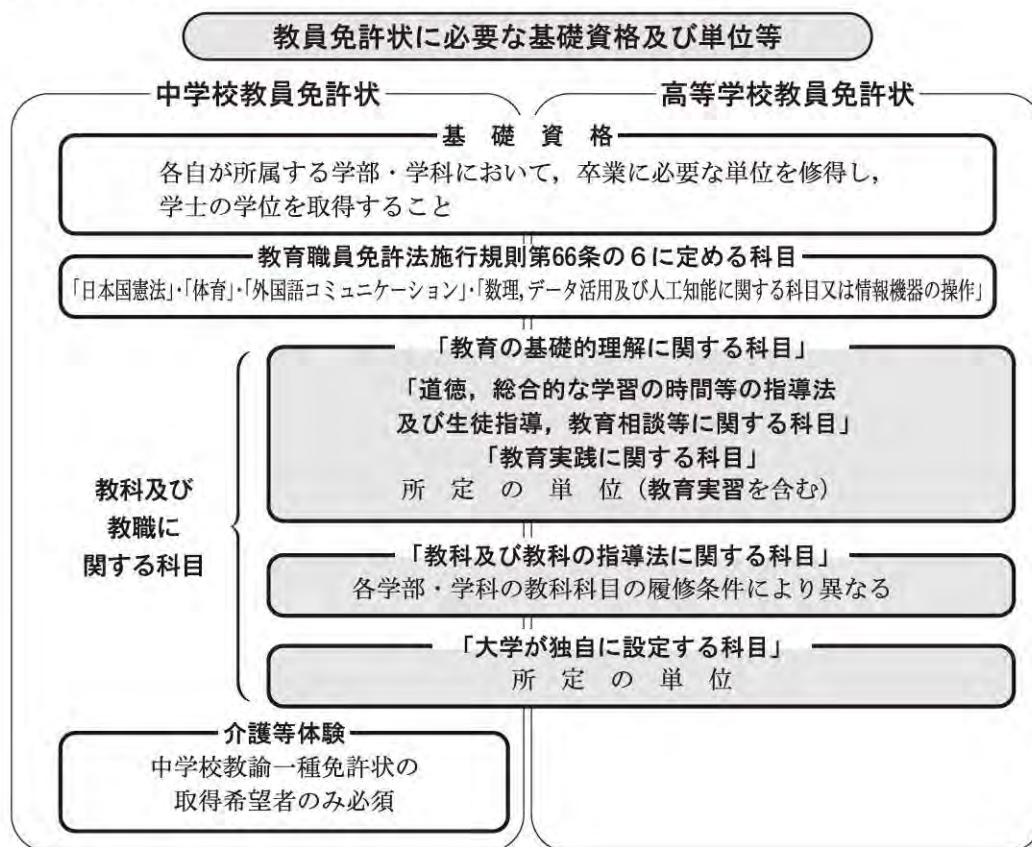 教員免許状に必要な基礎資格及び単位等
中学校教員免許状
高等学校教員免許状
基礎資格
各自が所属する学部・学科において，卒業に必要な単位を修得し，
学士の学位を取得すること
教育職員免許法施行規則第66条の６に定める科目
「日本国憲法」・「体育」・「外国語コミュニケーション」・「数理，データ活用及び人工知能に関する科目又は情報機器の操作」
教科及び
教職に
関する科目
「教育の基礎的理解に関する科目」
「道徳，総合的な学習の時間等の指導法
及び生徒指導，教育相談等に関する科目」
「教育実践に関する科目」
所定の単位（教育実習を含む）
「教科及び教科の指導法に関する科目」
各学部・学科の教科科目の履修条件により異なる
「大学が独自に設定する科目」
所定の単位
介護等体験
中学校教諭一種免許状の
取得希望者のみ必須